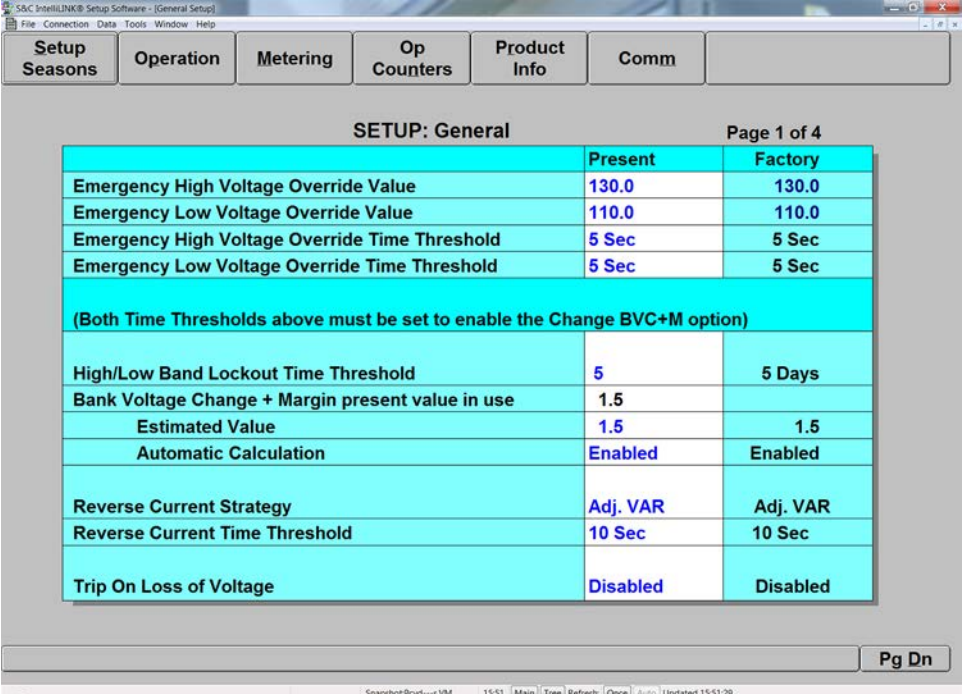 S&C IntelliLINK® Setup Software - [General Setup]
File Connection Data Tools Window Help
Setup Seasons
Operation
Metering
Op Counters
Product Info
Comm
SETUP: General
Page 1 of 4
Present Factory
Emergency High Voltage Override Value 130.0 130.0
Emergency Low Voltage Override Value 110.0 110.0
Emergency High Voltage Override Time Threshold 5 Sec 5 Sec
Emergency Low Voltage Override Time Threshold 5 Sec 5 Sec
(Both Time Thresholds above must be set to enable the Change BVC+M option)
High/Low Band Lockout Time Threshold 5 5 Days
Bank Voltage Change + Margin present value in use 1.5
Estimated Value 1.5 1.5
Automatic Calculation Enabled Enabled
Reverse Current Strategy Adj. VAR Adj. VAR
Reverse Current Time Threshold 10 Sec 10 Sec
Trip On Loss of Voltage Disabled Disabled
Pg Dn
15:51 Main Tree Refresh: Once Auto Updated 15:51:29